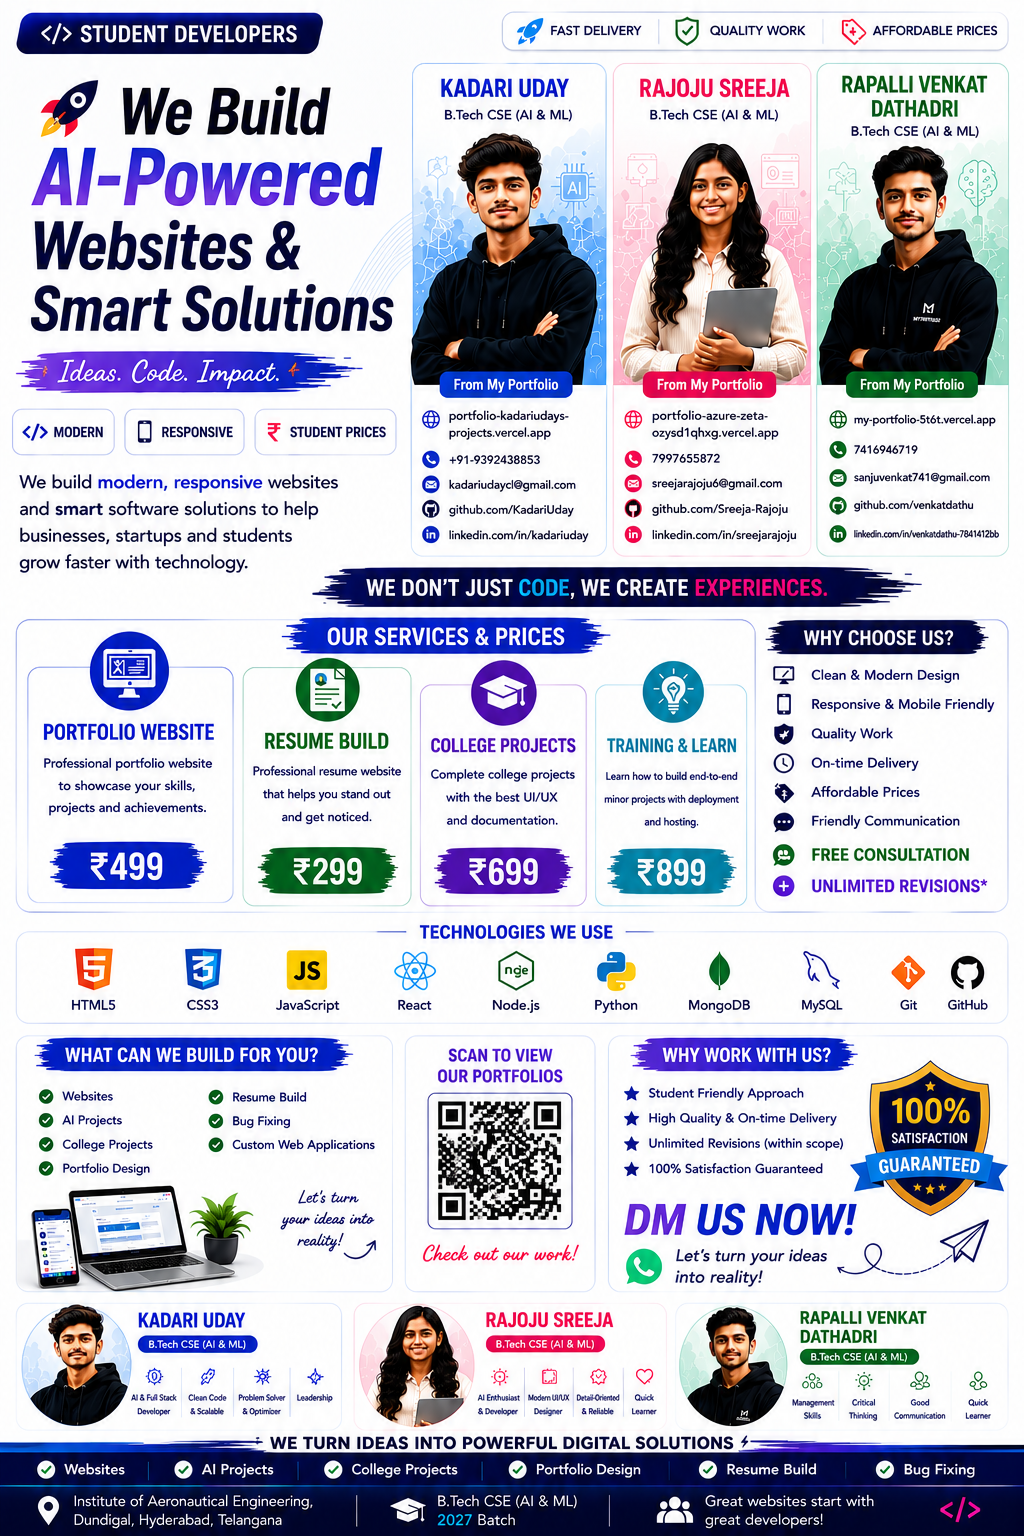 </> STUDENT DEVELOPERS
FAST DELIVERY
QUALITY WORK
AFFORDABLE PRICES
We Build
AI-Powered
Websites &
Smart Solutions
Ideas. Code. Impact.
</> MODERN
RESPONSIVE
₹ STUDENT PRICES
We build modern, responsive websites
and smart software solutions to help
businesses, startups and students
grow faster with technology.
KADARI UDAY
B.Tech CSE (AI & ML)
AI
From My Portfolio
portfolio-kadariudays-
projects.vercel.app
+91-9392438853
kadariudaycl@gmail.com
github.com/KadariUday
linkedin.com/in/kadariuday
RAJOJU SREEJA
B.Tech CSE (AI & ML)
From My Portfolio
portfolio-azure-zeta-
ozysd1qhxg.vercel.app
7997655872
sreejarajoju6@gmail.com
github.com/Sreeja-Rajoju
linkedin.com/in/sreejarajoju
RAPALLI VENKAT
DATHADRI
B.Tech CSE (AI & ML)
From My Portfolio
my-portfolio-5t6t.vercel.app
7416946719
sanjuvenkat741@gmail.com
github.com/venkatdathu
linkedin.com/in/venkatdathu-7841412bb
WE DON'T JUST CODE, WE CREATE EXPERIENCES.
OUR SERVICES & PRICES
PORTFOLIO WEBSITE
Professional portfolio website
to showcase your skills,
projects and achievements.
₹499
RESUME BUILD
Professional resume website
that helps you stand out
and get noticed.
₹299
COLLEGE PROJECTS
Complete college projects
with the best UI/UX
and documentation.
₹699
TRAINING & LEARN
Learn how to build end-to-end
minor projects with deployment
and hosting.
₹899
WHY CHOOSE US?
Clean & Modern Design
Responsive & Mobile Friendly
Quality Work
On-time Delivery
Affordable Prices
Friendly Communication
FREE CONSULTATION
UNLIMITED REVISIONS*
TECHNOLOGIES WE USE
5
3
JS
HTML5
CSS3
JavaScript
React
Node.js
Python
MongoDB
MySQL
Git
GitHub
WHAT CAN WE BUILD FOR YOU?
Websites
AI Projects
College Projects
Portfolio Design
Resume Build
Bug Fixing
Custom Web Applications
Let's turn
your ideas into
reality!
SCAN TO VIEW
OUR PORTFOLIOS
Check out our work!
WHY WORK WITH US?
Student Friendly Approach
High Quality & On-time Delivery
Unlimited Revisions (within scope)
100% Satisfaction Guaranteed
100%
SATISFACTION
GUARANTEED
DM US NOW!
Let's turn your ideas
into reality!
KADARI UDAY
B.Tech CSE (AI & ML)
AI & Full Stack
Developer
Clean Code
& Scalable
Problem Solver
& Optimizer
Leadership
RAJOJU SREEJA
B.Tech CSE (AI & ML)
AI Enthusiast
& Developer
Modern UI/UX
Designer
Detail-Oriented
& Reliable
Quick
Learner
RAPALLI VENKAT
DATHADRI
B.Tech CSE (AI & ML)
Management
Skills
Critical
Thinking
Good
Communication
Quick
Learner
WE TURN IDEAS INTO POWERFUL DIGITAL SOLUTIONS
Websites
AI Projects
College Projects
Portfolio Design
Resume Build
Bug Fixing
Institute of Aeronautical Engineering,
Dundigal, Hyderabad, Telangana
B.Tech CSE (AI & ML)
2027 Batch
Great websites start with
great developers!
</>